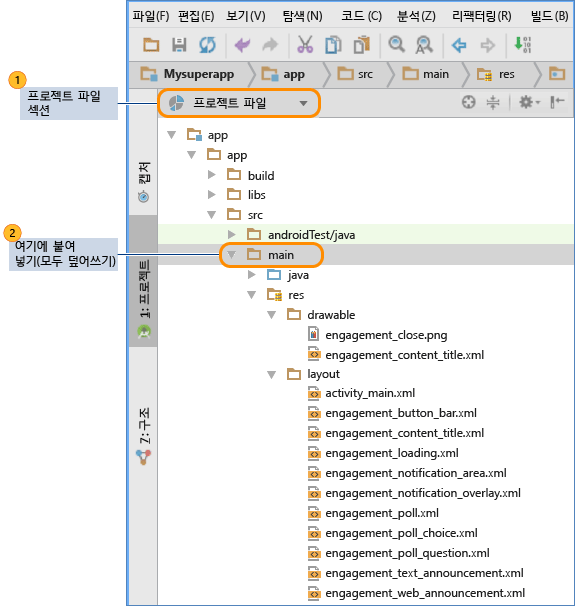 파일(F) 편집(E) 보기(V) 탐색(N) 코드 (C) 분석(Z) 리팩터링(R) 빌드(B)
Mysuperapp app src main res
1
프로젝트 파일
섹션
프로젝트 파일
캡처
app
app
build
libs
src
androidTest/java
2
여기에 붙여
넣기(모두 덮어쓰기)
main
1: 프로젝트
java
res
drawable
engagement_close.png
engagement_content_title.xml
layout
activity_main.xml
engagement_button_bar.xml
7: 구조
engagement_content_title.xml
engagement_loading.xml
engagement_notification_area.xml
engagement_notification_overlay.xml
engagement_poll.xml
engagement_poll_choice.xml
engagement_poll_question.xml
engagement_text_announcement.xml
engagement_web_announcement.xml